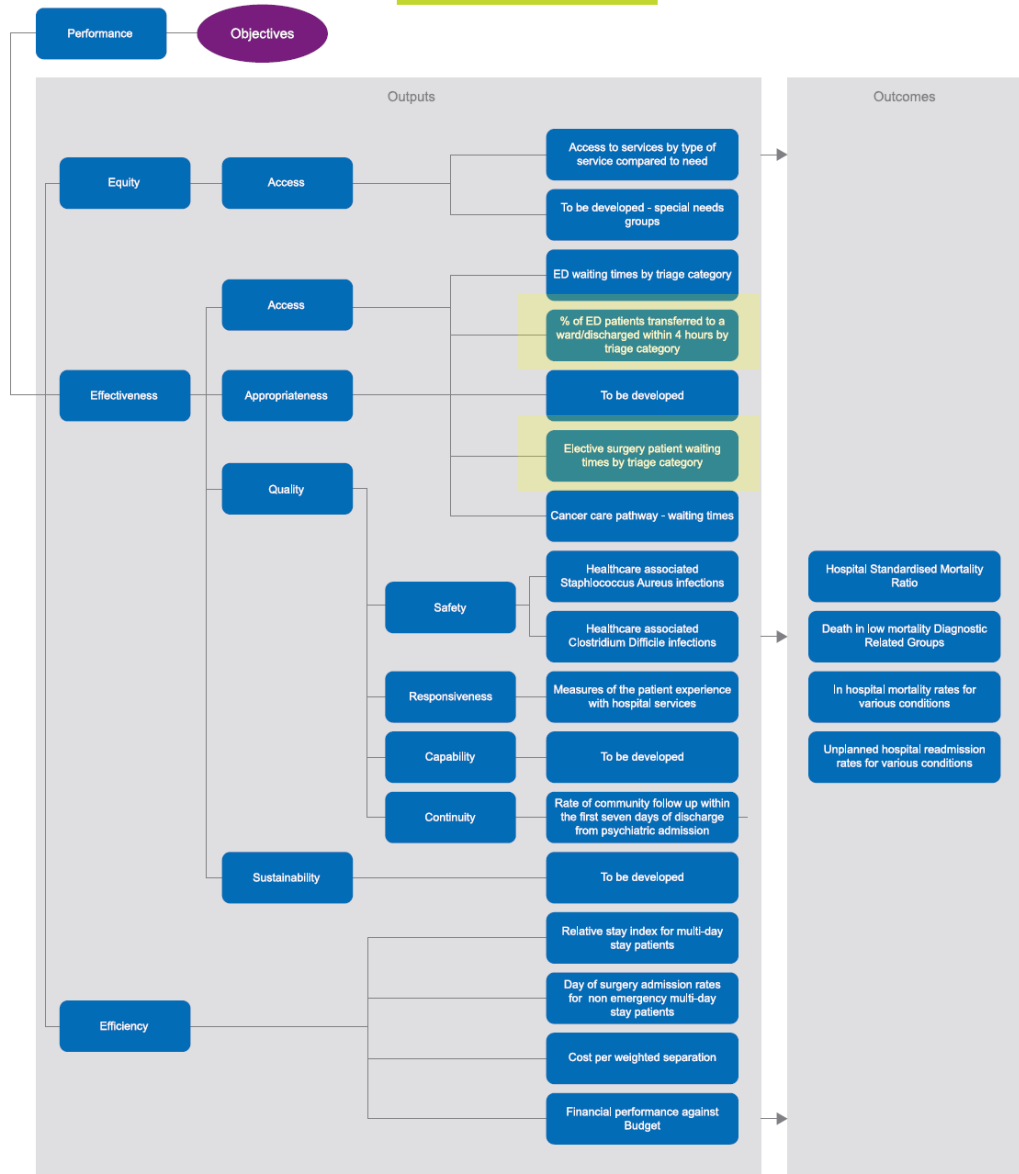 Performance
Objectives
Outputs
Outcomes
Equity
Access
Access to services by type of
service compared to need
To be developed - special needs
groups
Effectiveness
Access
ED waiting times by triage category
% of ED patients transferred to a
ward/discharged within 4 hours by
triage category
Appropriateness
To be developed
Elective surgery patient waiting
times by triage category
Quality
Cancer care pathway - waiting times
Safety
Healthcare associated
Staphlococcus Aureus infections
Healthcare associated
Clostridium Difficile infections
Responsiveness
Measures of the patient experience
with hospital services
Capability
To be developed
Continuity
Rate of community follow up within
the first seven days of discharge
from psychiatric admission
Sustainability
To be developed
Efficiency
Relative stay index for multi-day
stay patients
Day of surgery admission rates
for non emergency multi-day
stay patients
Cost per weighted separation
Financial performance against
Budget
Hospital Standardised Mortality
Ratio
Death in low mortality Diagnostic
Related Groups
In hospital mortality rates for
various conditions
Unplanned hospital readmission
rates for various conditions